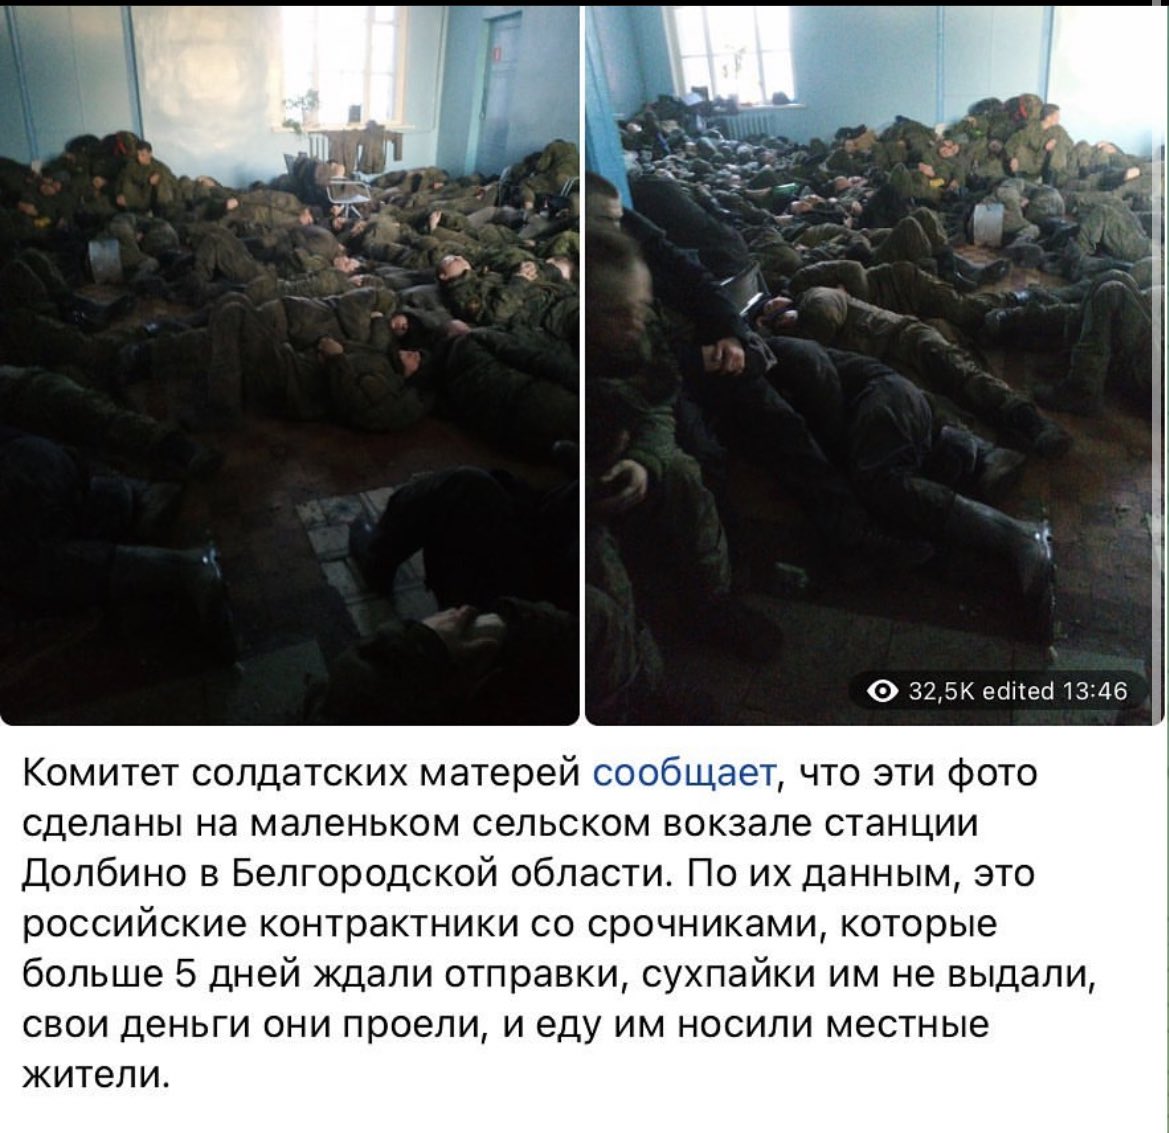 32,5K edited 13:46
Комитет солдатских матерей сообщает, что эти фото
сделаны на маленьком сельском вокзале станции
Долбино в Белгородской области. По их данным, это
российские контрактники со срочниками, которые
больше 5 дней ждали отправки, сухпайки им не выдали,
свои деньги они проели, и еду им носили местные
жители.